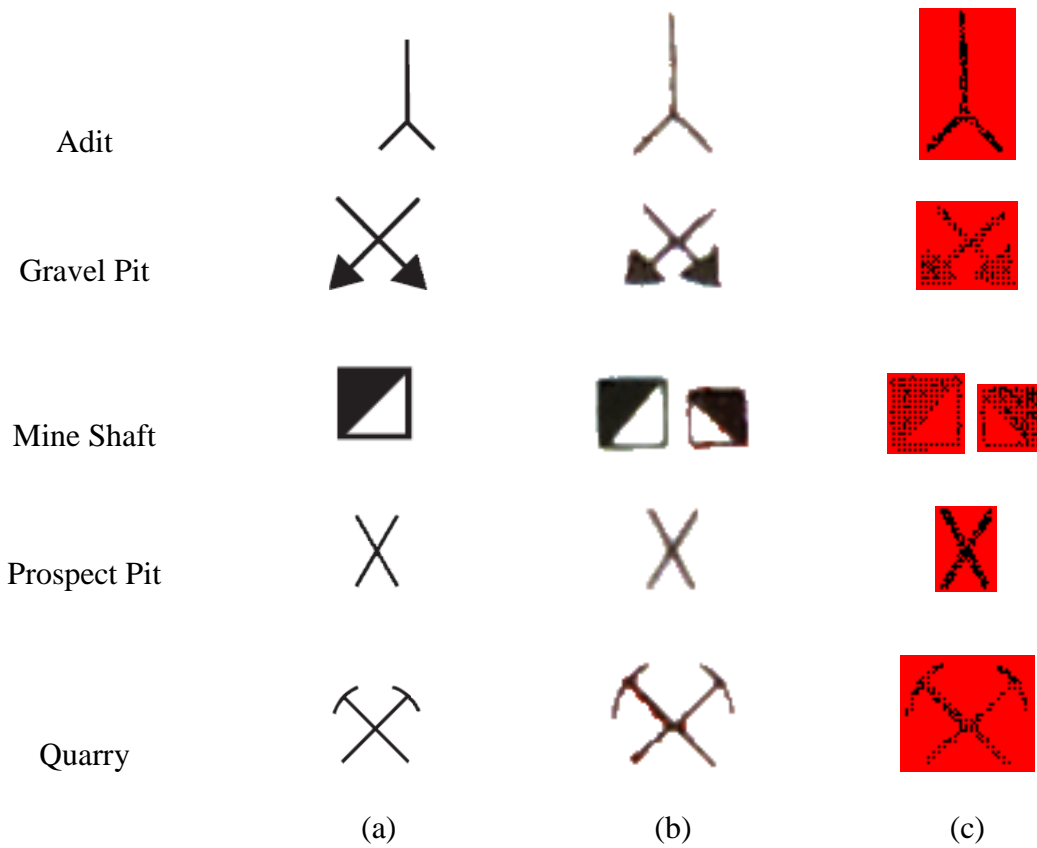 Adit
Gravel Pit
Mine Shaft
Prospect Pit
Quarry
(a) (b) (c)